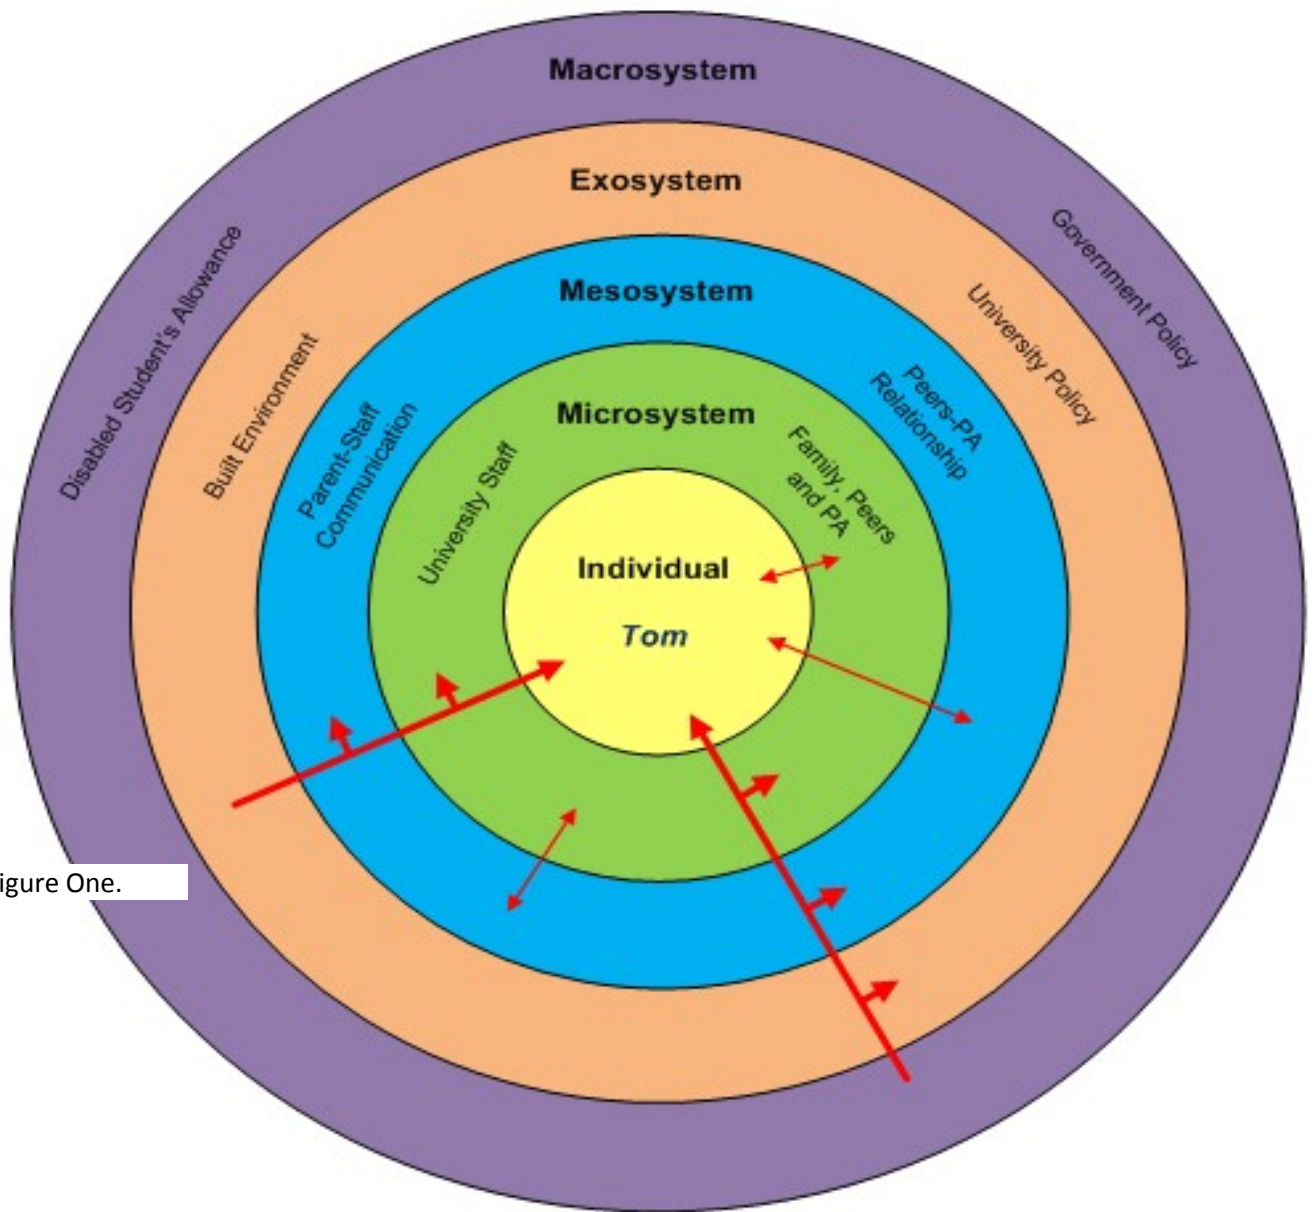 Macrosystem
Exosystem
Mesosystem
Microsystem
Individual
Tom
Disabled Student's Allowance
Built Environment
Parent-Staff
Communication
University Staff
Family, Peers
and PA
Peers-PA
Relationship
University Policy
Government Policy
igure One.